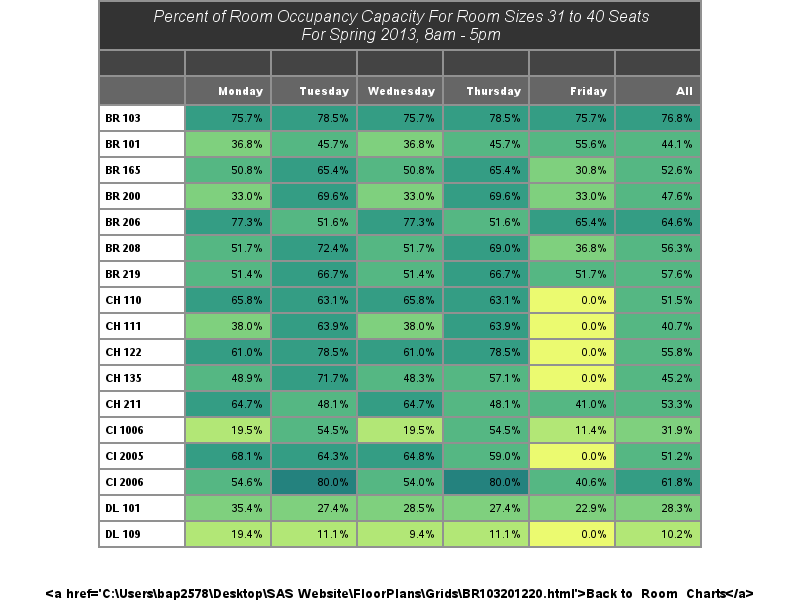 Percent of Room Occupancy Capacity For Room Sizes 31 to 40 Seats
For Spring 2013, 8am - 5pm
Monday Tuesday Wednesday Thursday Friday All
BR 103 75.7% 78.5% 75.7% 78.5% 75.7% 76.8%
BR 101 36.8% 45.7% 36.8% 45.7% 55.6% 44.1%
BR 165 50.8% 65.4% 50.8% 65.4% 30.8% 52.6%
BR 200 33.0% 69.6% 33.0% 69.6% 33.0% 47.6%
BR 206 77.3% 51.6% 77.3% 51.6% 65.4% 64.6%
BR 208 51.7% 72.4% 51.7% 69.0% 36.8% 56.3%
BR 219 51.4% 66.7% 51.4% 66.7% 51.7% 57.6%
CH 110 65.8% 63.1% 65.8% 63.1% 0.0% 51.5%
CH 111 38.0% 63.9% 38.0% 63.9% 0.0% 40.7%
CH 122 61.0% 78.5% 61.0% 78.5% 0.0% 55.8%
CH 135 48.9% 71.7% 48.3% 57.1% 0.0% 45.2%
CH 211 64.7% 48.1% 64.7% 48.1% 41.0% 53.3%
CI 1006 19.5% 54.5% 19.5% 54.5% 11.4% 31.9%
CI 2005 68.1% 64.3% 64.8% 59.0% 0.0% 51.2%
CI 2006 54.6% 80.0% 54.0% 80.0% 40.6% 61.8%
DL 101 35.4% 27.4% 28.5% 27.4% 22.9% 28.3%
DL 109 19.4% 11.1% 9.4% 11.1% 0.0% 10.2%
<a href='C:\Users\bap2578\Desktop\SAS Website\FloorPlans\Grids\BR103201220.html'>Back to Room Charts</a>